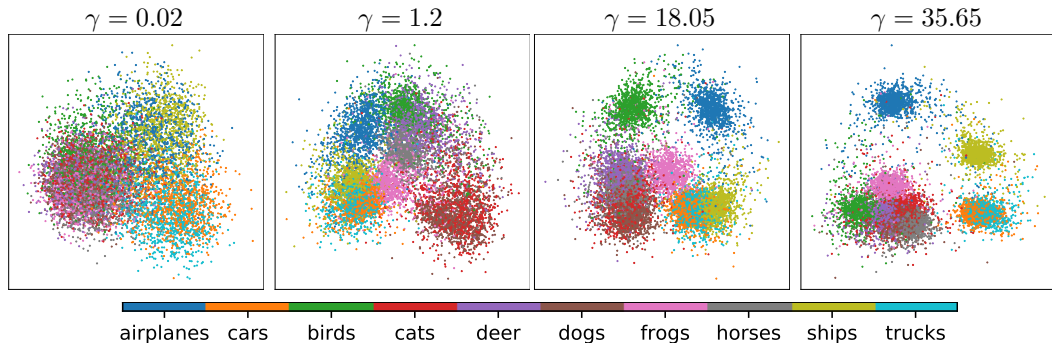 γ = 0.02 γ = 1.2 γ = 18.05 γ = 35.65
airplanes cars birds cats deer dogs frogs horses ships trucks